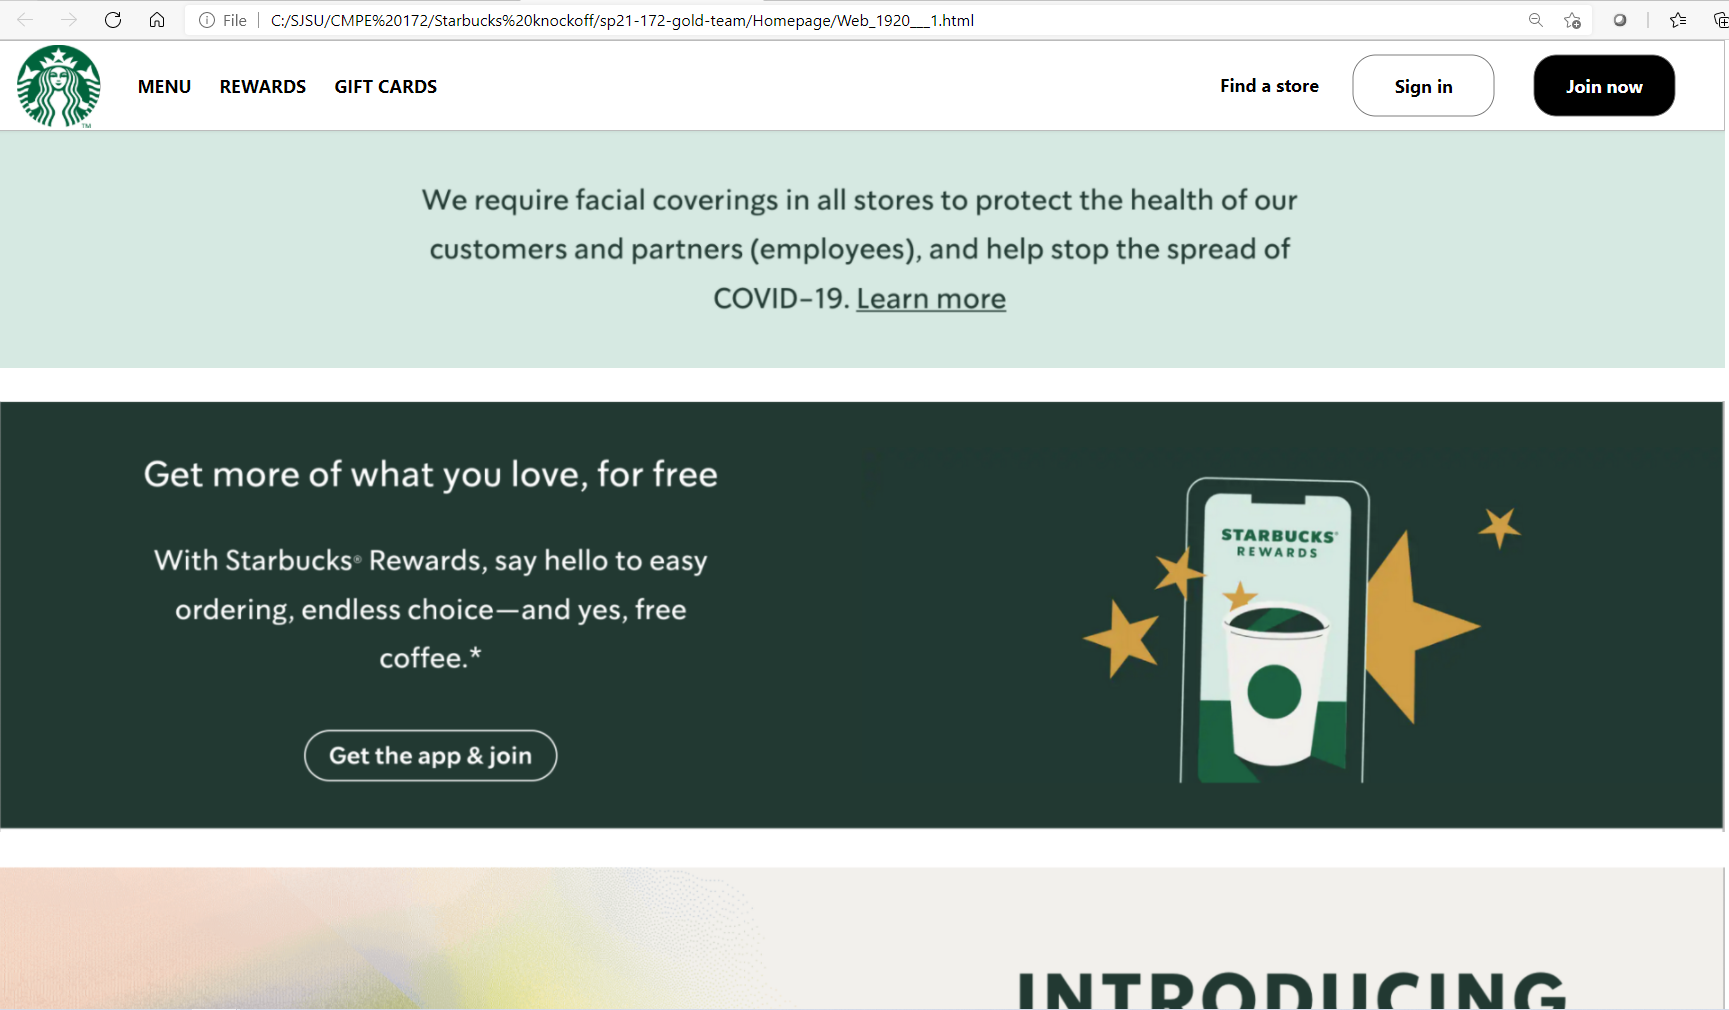 File C:/SJSU/CMPE%20172/Starbucks%20knockoff/sp21-172-gold-team/Homepage/Web_1920___1.html
MENU REWARDS GIFT CARDS Find a store Sign in Join now
TM
We require facial coverings in all stores to protect the health of our
customers and partners (employees), and help stop the spread of
COVID-19. Learn more
Get more of what you love, for free
With Starbucks® Rewards, say hello to easy
ordering, endless choice—and yes, free
coffee.*
Get the app & join
STARBUCKS®
REWARDS
INTRODUCING